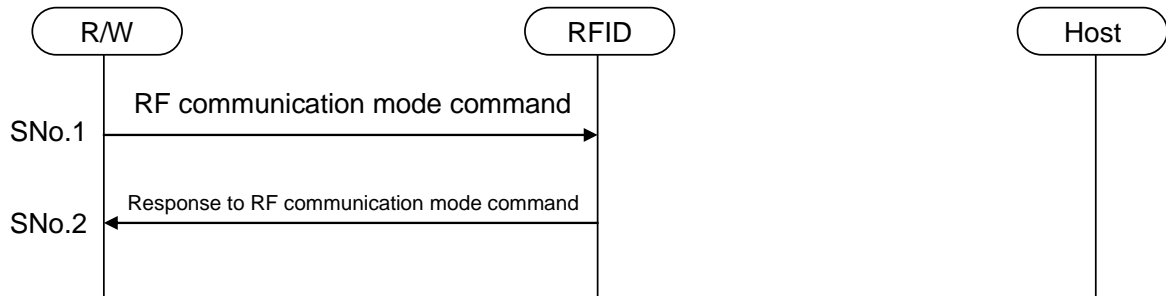 R/W
RFID
Host
RF communication mode command
SNo.1
Response to RF communication mode command
SNo.2